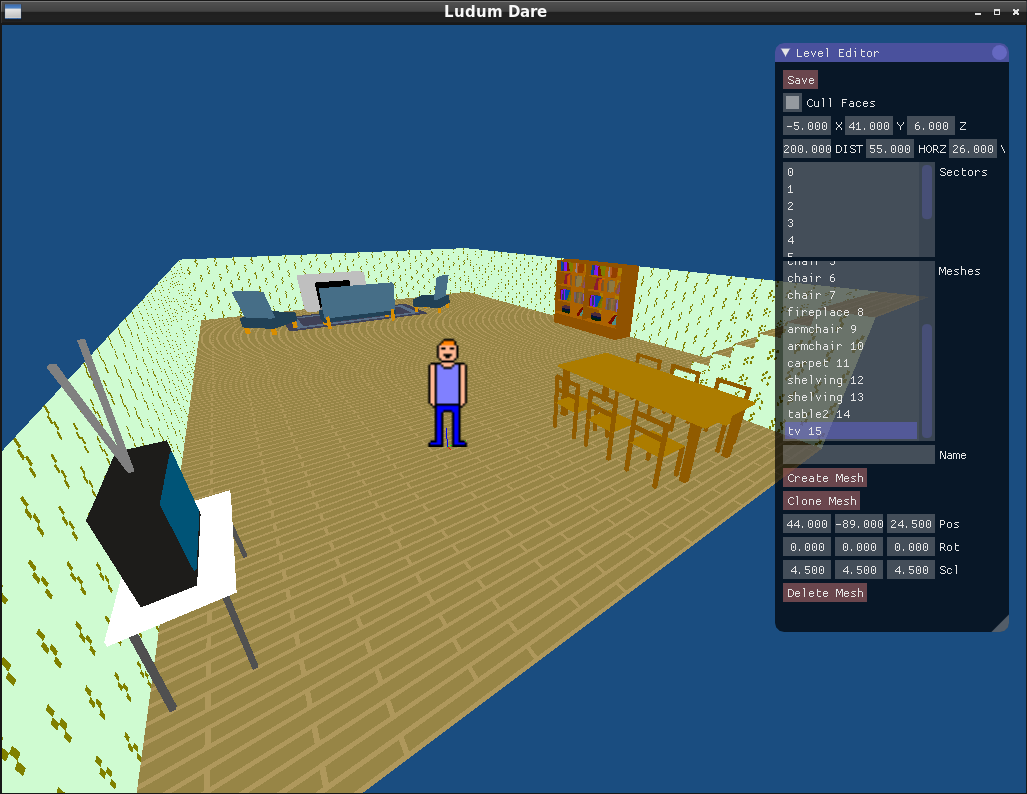 Ludum Dare
Level Editor
Save
Cull Faces
-5.000 X 41.000 Y 6.000 Z
200.000 DIST 55.000 HORZ 26.000
0 Sectors
1
2
3
4
chair 6 Meshes
chair 7
fireplace 8
armchair 9
armchair 10
carpet 11
shelving 12
shelving 13
table2 14
tv 15
Name
Create Mesh
Clone Mesh
44.000 -89.000 24.500 Pos
0.000 0.000 0.000 Rot
4.500 4.500 4.500 Scl
Delete Mesh